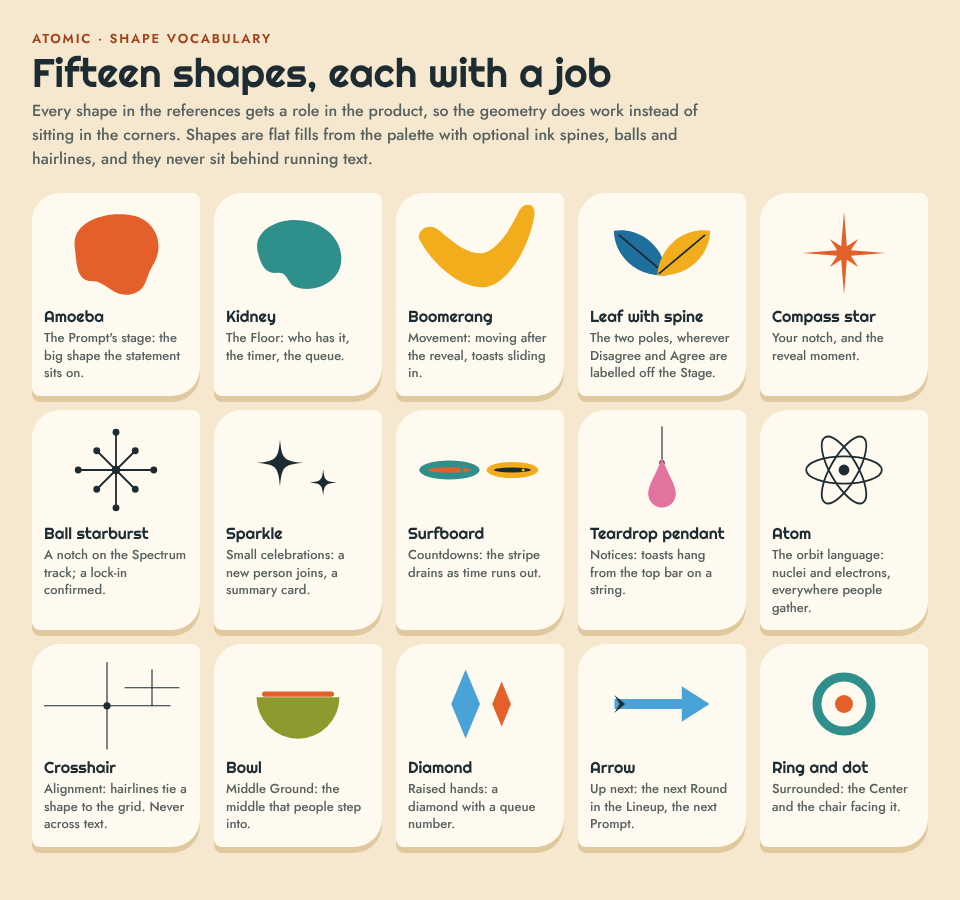 ATOMIC · SHAPE VOCABULARY
Fifteen shapes, each with a job
Every shape in the references gets a role in the product, so the geometry does work instead of
sitting in the corners. Shapes are flat fills from the palette with optional ink spines, balls and
hairlines, and they never sit behind running text.
Amoeba
The Prompt's stage: the
big shape the statement
sits on.
Kidney
The Floor: who has it,
the timer, the queue.
Boomerang
Movement: moving after
the reveal, toasts sliding
in.
Leaf with spine
The two poles, wherever
Disagree and Agree are
labelled off the Stage.
Compass star
Your notch, and the
reveal moment.
Ball starburst
A notch on the Spectrum
track; a lock-in
confirmed.
Sparkle
Small celebrations: a
new person joins, a
summary card.
Surfboard
Countdowns: the stripe
drains as time runs out.
Teardrop pendant
Notices: toasts hang
from the top bar on a
string.
Atom
The orbit language:
nuclei and electrons,
everywhere people
gather.
Crosshair
Alignment: hairlines tie a
shape to the grid. Never
across text.
Bowl
Middle Ground: the
middle that people step
into.
Diamond
Raised hands: a
diamond with a queue
number.
Arrow
Up next: the next Round
in the Lineup, the next
Prompt.
Ring and dot
Surrounded: the Center
and the chair facing it.